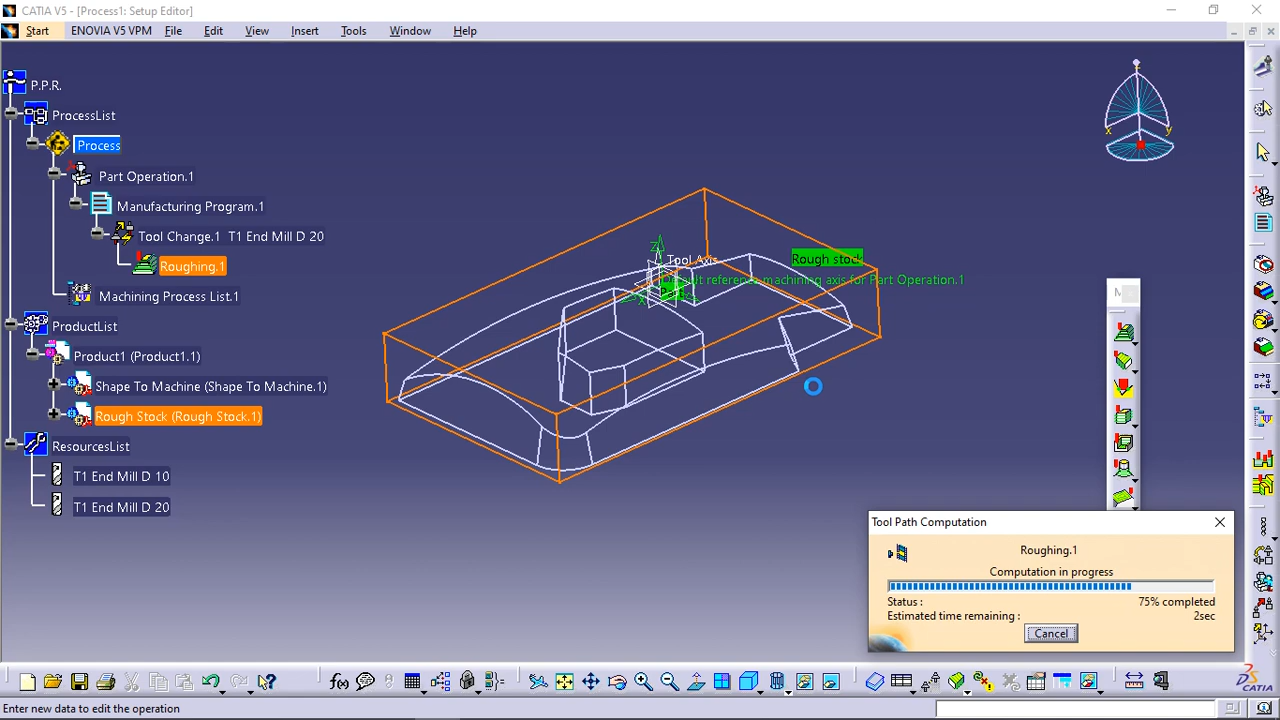 CATIA V5 - [Process1: Setup Editor]
Start ENOVIA V5 VPM File Edit View Insert Tools Window Help
P.P.R.
ProcessList
Process
Part Operation.1
Manufacturing Program.1
Tool Change.1 T1 End Mill D 20
Roughing.1
Machining Process List.1
ProductList
Product1 (Product1.1)
Shape To Machine (Shape To Machine.1)
Rough Stock (Rough Stock.1)
ResourcesList
T1 End Mill D 10
T1 End Mill D 20
x y
Z
Tool Axis
Rough stock
reference machining axis for Part Operation.1
X
M
Tool Path Computation
Roughing.1
Computation in progress
Status : 75% completed
Estimated time remaining : 2sec
Cancel
f(x)
CATIA
Enter new data to edit the operation